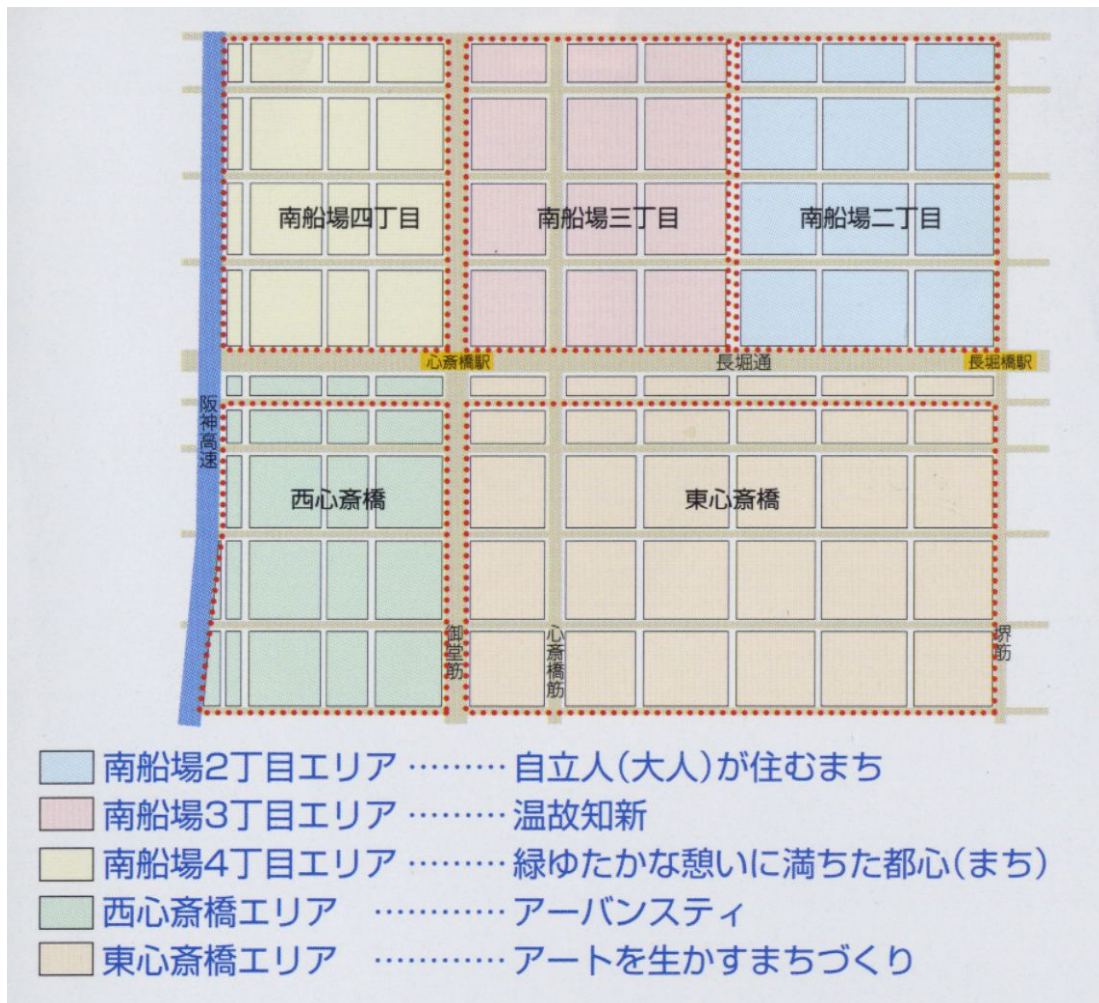 南船場四丁目
南船場三丁目
南船場二丁目
心斎橋駅
長堀通
長堀橋駅
阪神高速
西心斎橋
東心斎橋
御堂筋
心斎橋筋
堺筋
南船場2丁目エリア ……… 自立人(大人)が住むまち
南船場3丁目エリア ……… 温故知新
南船場4丁目エリア ……… 緑ゆたかな憩いに満ちた都心(まち)
西心斎橋エリア ………… アーバンスティ
東心斎橋エリア ………… アートを生かすまちづくり